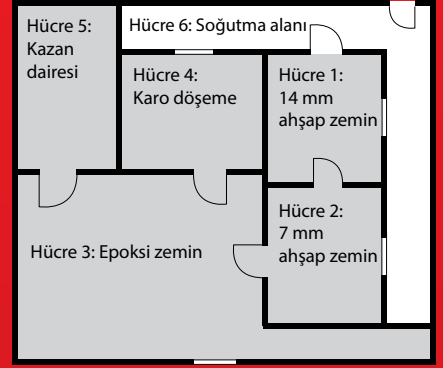 Hücre 5:
Kazan
dairesi
Hücre 6: Soğutma alanı
Hücre 4:
Karo döşeme
Hücre 1:
14 mm
ahşap zemin
Hücre 2:
7 mm
ahşap zemin
Hücre 3: Epoksi zemin